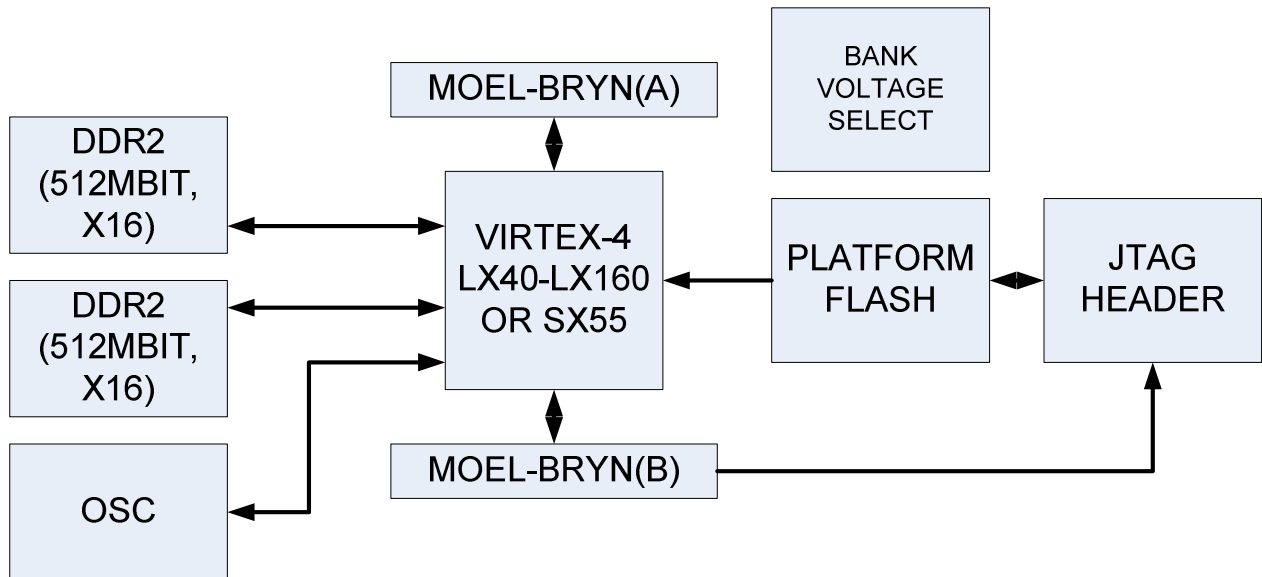 BANK
VOLTAGE
SELECT
MOEL-BRYN(A)
DDR2
(512MBIT,
X16)
VIRTEX-4
LX40-LX160
OR SX55
PLATFORM
FLASH
JTAG
HEADER
DDR2
(512MBIT,
X16)
MOEL-BRYN(B)
OSC